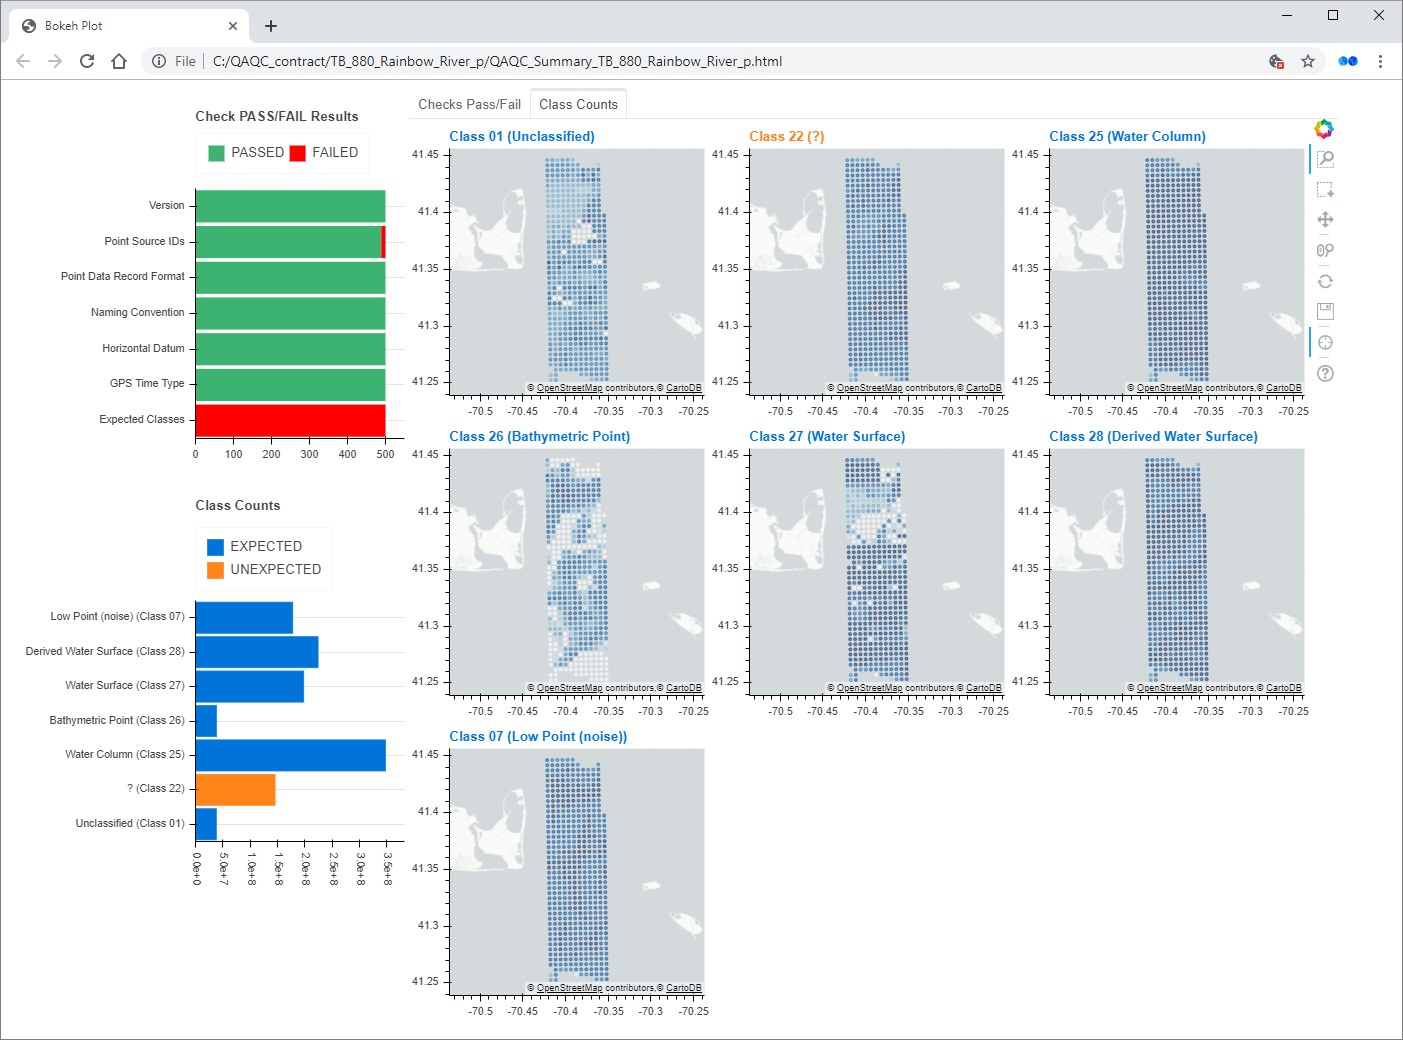 Bokeh Plot
File
C:/QAQC_contract/TB_880_Rainbow_River_p/QAQC_Summary_TB_880_Rainbow_River_p.html
Check PASS/FAIL Results
PASSED FAILED
Version
Point Source IDs
Point Data Record Format
Naming Convention
Horizontal Datum
GPS Time Type
Expected Classes
0 100 200 300 400 500
Class Counts
EXPECTED
UNEXPECTED
Low Point (noise) (Class 07)
Derived Water Surface (Class 28)
Water Surface (Class 27)
Bathymetric Point (Class 26)
Water Column (Class 25)
? (Class 22)
Unclassified (Class 01)
0.0e+0 5.0e+7 1.0e+8 1.5e+8 2.0e+8 2.5e+8 3.0e+8 3.5e+8
Checks Pass/Fail Class Counts
Class 01 (Unclassified)
41.45
41.4
41.35
41.3
41.25
© OpenStreetMap contributors,© CartoDB
-70.5 -70.45 -70.4 -70.35 -70.3 -70.25
Class 22 (?)
41.45
41.4
41.35
41.3
41.25
© OpenStreetMap contributors,© CartoDB
-70.5 -70.45 -70.4 -70.35 -70.3 -70.25
Class 25 (Water Column)
41.45
41.4
41.35
41.3
41.25
© OpenStreetMap contributors,© CartoDB
-70.5 -70.45 -70.4 -70.35 -70.3 -70.25
Class 26 (Bathymetric Point)
41.45
41.4
41.35
41.3
41.25
© OpenStreetMap contributors,© CartoDB
-70.5 -70.45 -70.4 -70.35 -70.3 -70.25
Class 27 (Water Surface)
41.45
41.4
41.35
41.3
41.25
© OpenStreetMap contributors,© CartoDB
-70.5 -70.45 -70.4 -70.35 -70.3 -70.25
Class 28 (Derived Water Surface)
41.45
41.4
41.35
41.3
41.25
© OpenStreetMap contributors,© CartoDB
-70.5 -70.45 -70.4 -70.35 -70.3 -70.25
Class 07 (Low Point (noise))
41.45
41.4
41.35
41.3
41.25
© OpenStreetMap contributors,© CartoDB
-70.5 -70.45 -70.4 -70.35 -70.3 -70.25